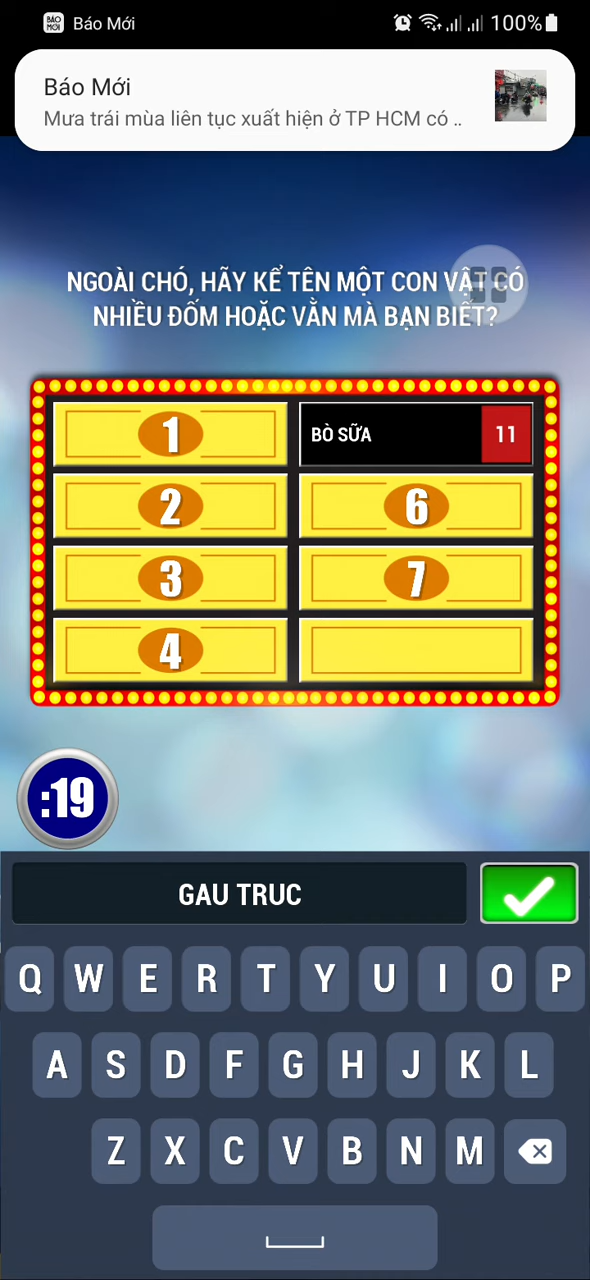 BÁO MỚI
Báo Mới
100%
Báo Mới
Mưa trái mùa liên tục xuất hiện ở TP HCM có ..
NGOÀI CHÓ, HÃY KỂ TÊN MỘT CON VẬT CÓ
NHIỀU ĐỐM HOẶC VẰN MÀ BẠN BIẾT?
1
BÒ SỮA 11
2 6
3 7
4
:19
GAU TRUC
Q W E R T Y U I O P
A S D F G H J K L
Z X C V B N M